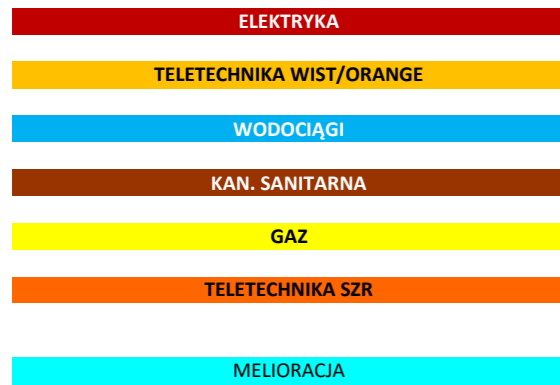 ELEKTRYKA
TELETECHNIKA WIST/ORANGE
WODOCIĄGI
KAN. SANITARNA
GAZ
TELETECHNIKA SZR
MELIORACJA